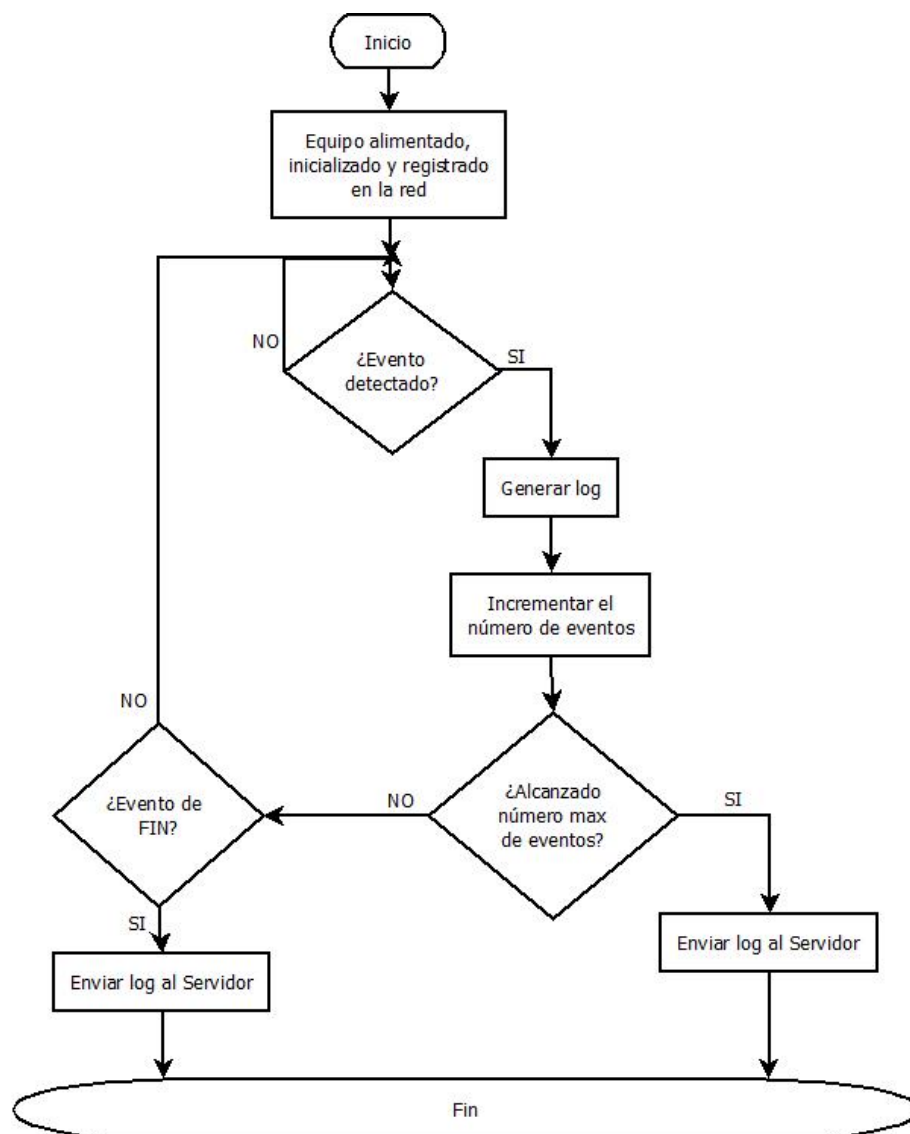 Inicio
Equipo alimentado,
inicializado y registrado
en la red
NO
SI
¿Evento
detectado?
Generar log
Incrementar el
número de eventos
NO
¿Evento de
FIN?
NO
¿Alcanzado
número max
de eventos?
SI
SI
Enviar log al Servidor
Enviar log al Servidor
Fin